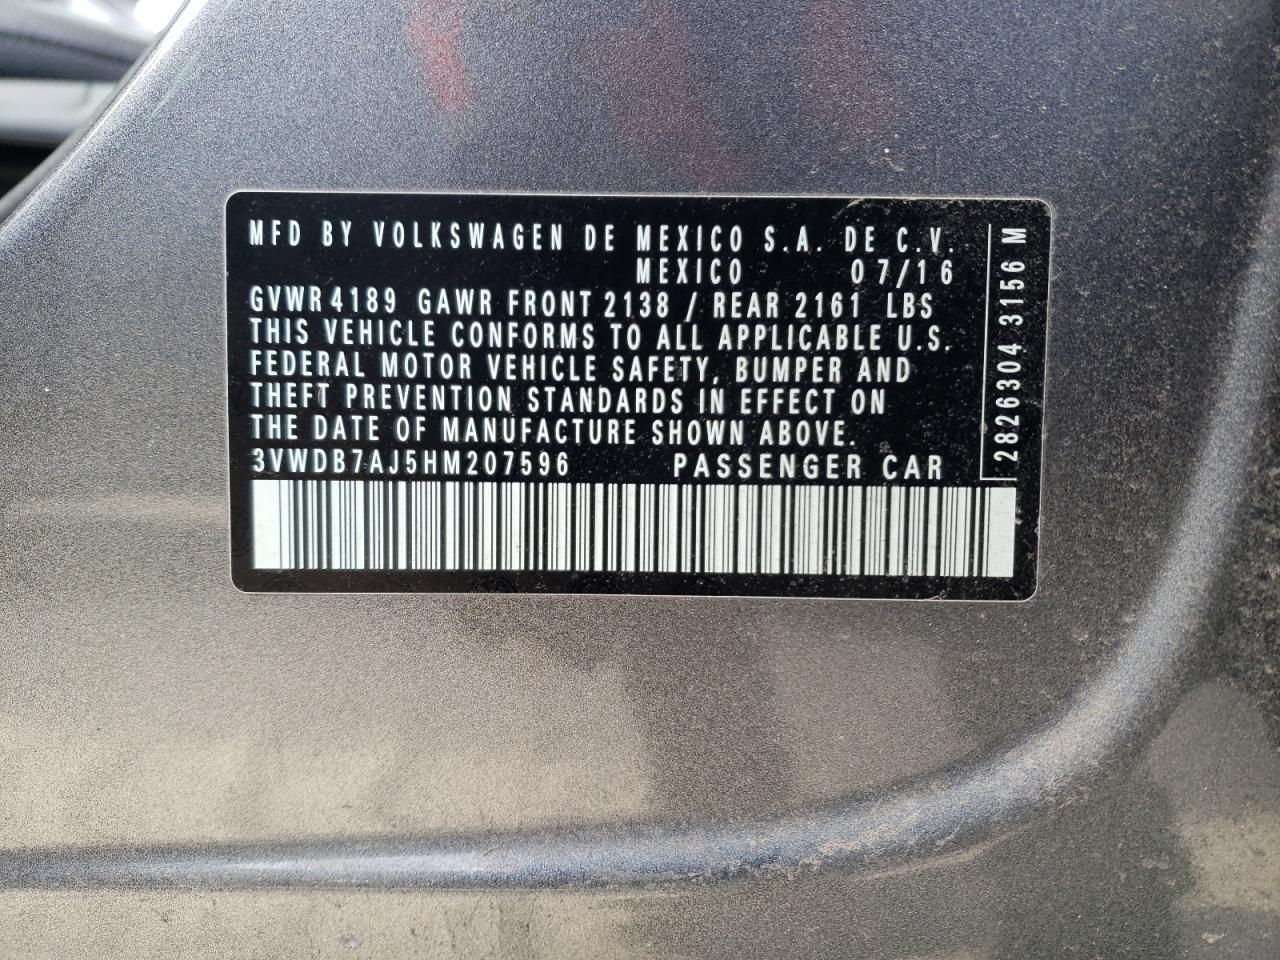 MFD BY VOLKSWAGEN DE MEXICO S.A. DE C.V.
MEXICO 07/16
GVWR 4189 GAWR FRONT 2138 / REAR 2161 LBS
THIS VEHICLE CONFORMS TO ALL APPLICABLE U.S.
FEDERAL MOTOR VEHICLE SAFETY, BUMPER AND
THEFT PREVENTION STANDARDS IN EFFECT ON
THE DATE OF MANUFACTURE SHOWN ABOVE.
3VWDB7AJ5HM207596 PASSENGER CAR
2826304 3156 M